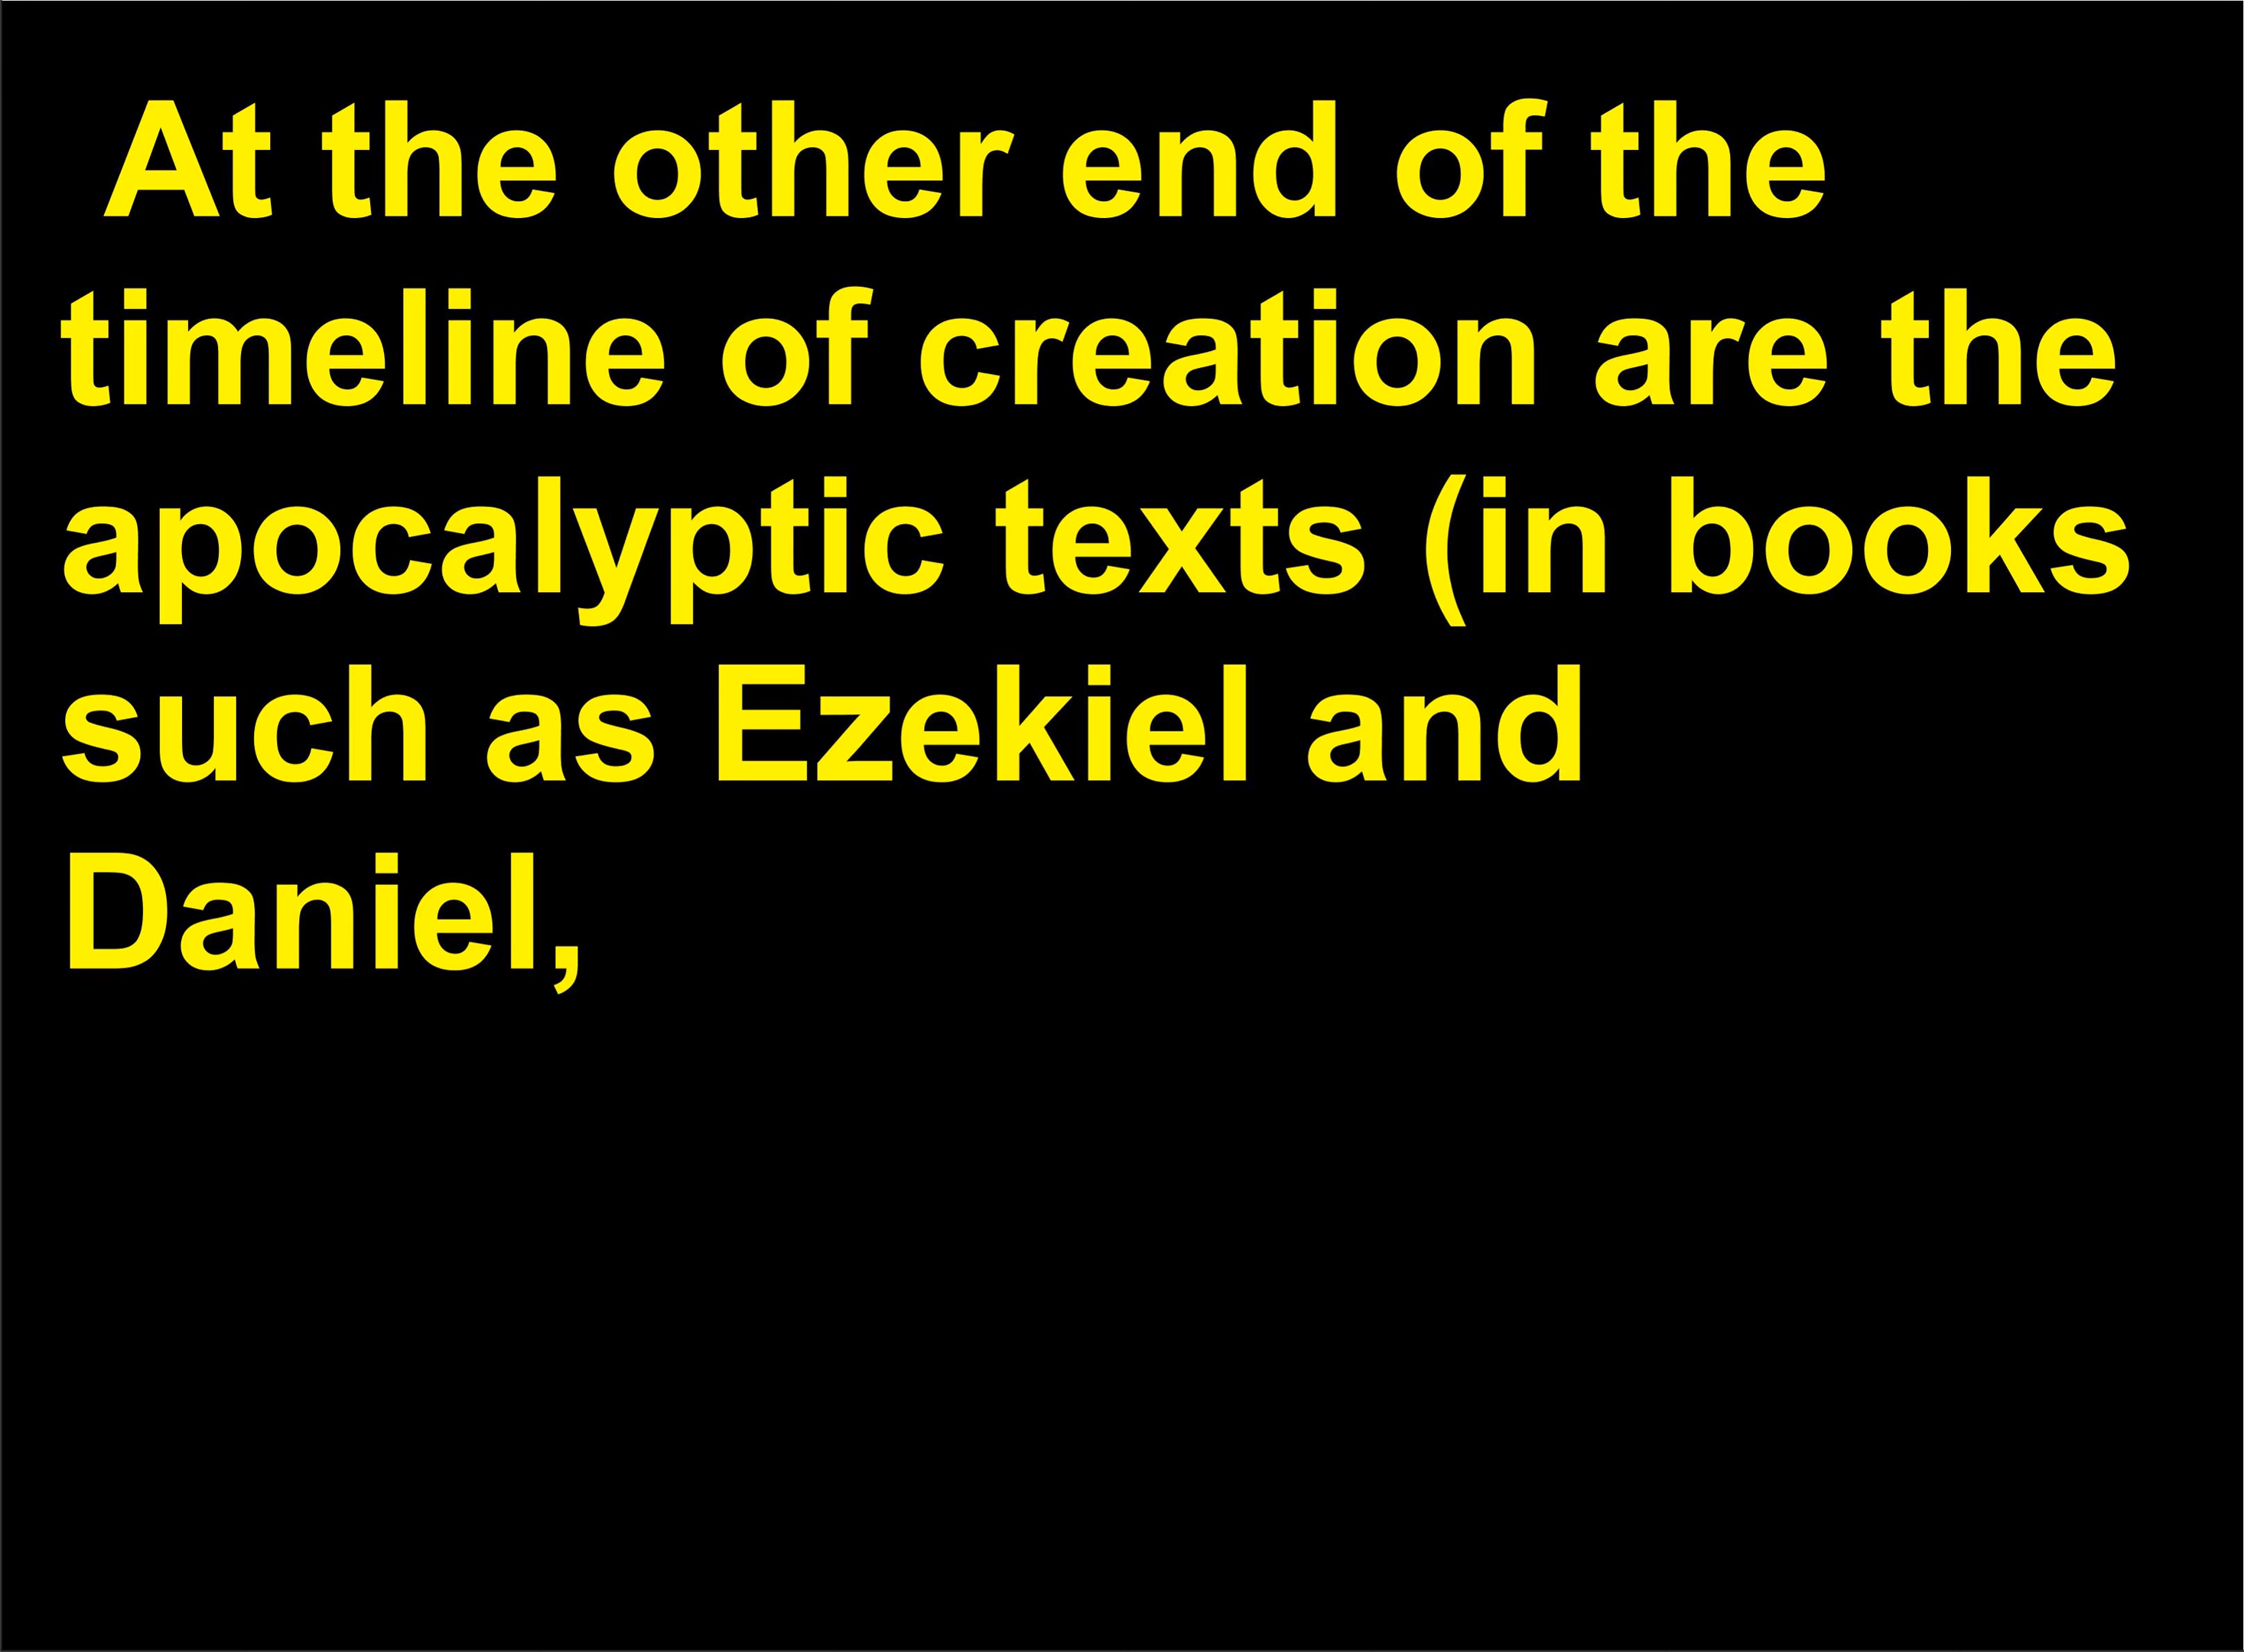 At the other end of the
timeline of creation are the
apocalyptic texts (in books
such as Ezekiel and
Daniel,